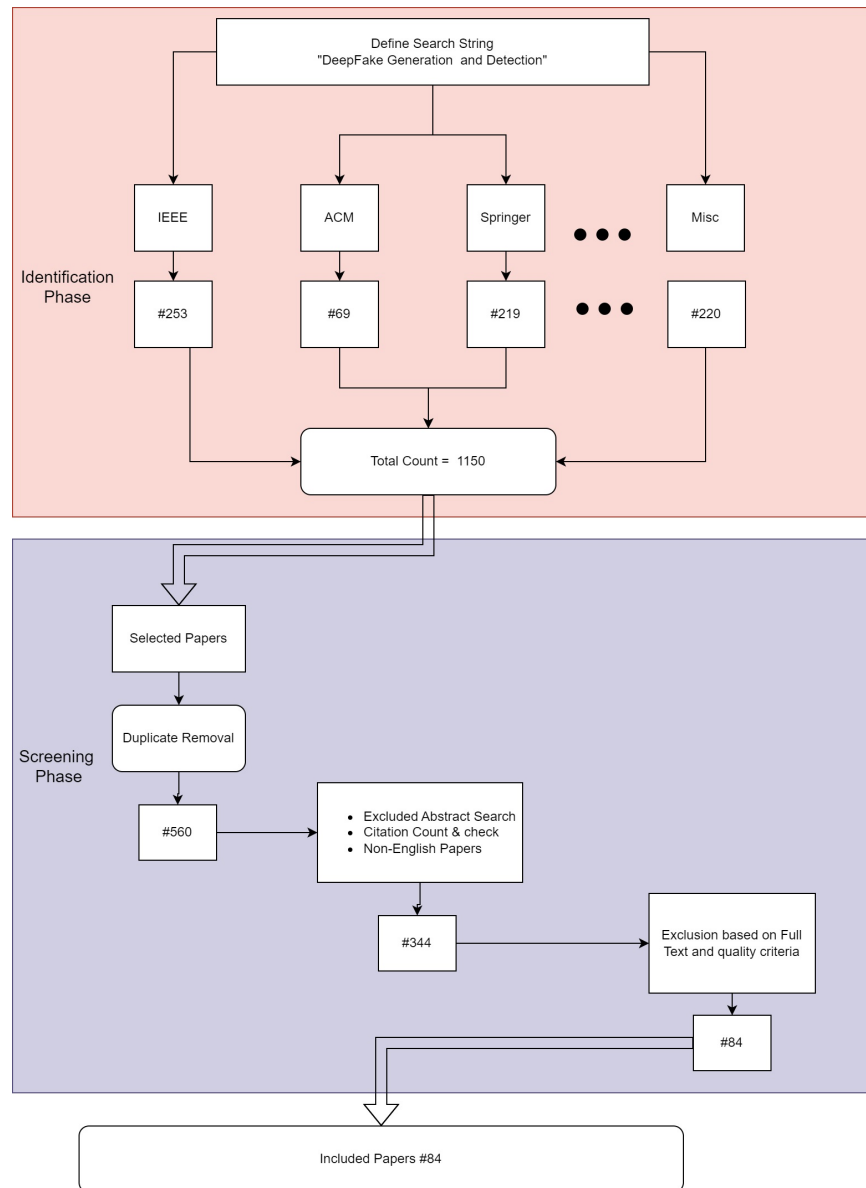 Define Search String
"DeepFake Generation and Detection"
IEEE
ACM
Springer
Misc
Identification
Phase
#253
#69
#219
#220
Total Count = 1150
Selected Papers
Duplicate Removal
Screening
Phase
#560
• Excluded Abstract Search
• Citation Count & check
• Non-English Papers
#344
Exclusion based on Full
Text and quality criteria
#84
Included Papers #84